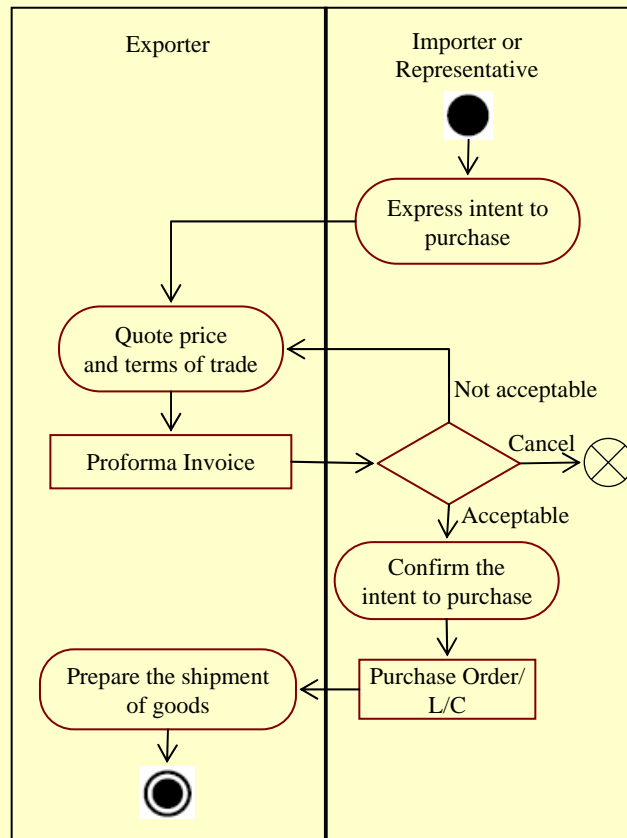 Exporter
Importer or
Representative
Express intent to
purchase
Quote price
and terms of trade
Not acceptable
Cancel
Proforma Invoice
Acceptable
Confirm the
intent to purchase
Prepare the shipment
of goods
Purchase Order/
L/C